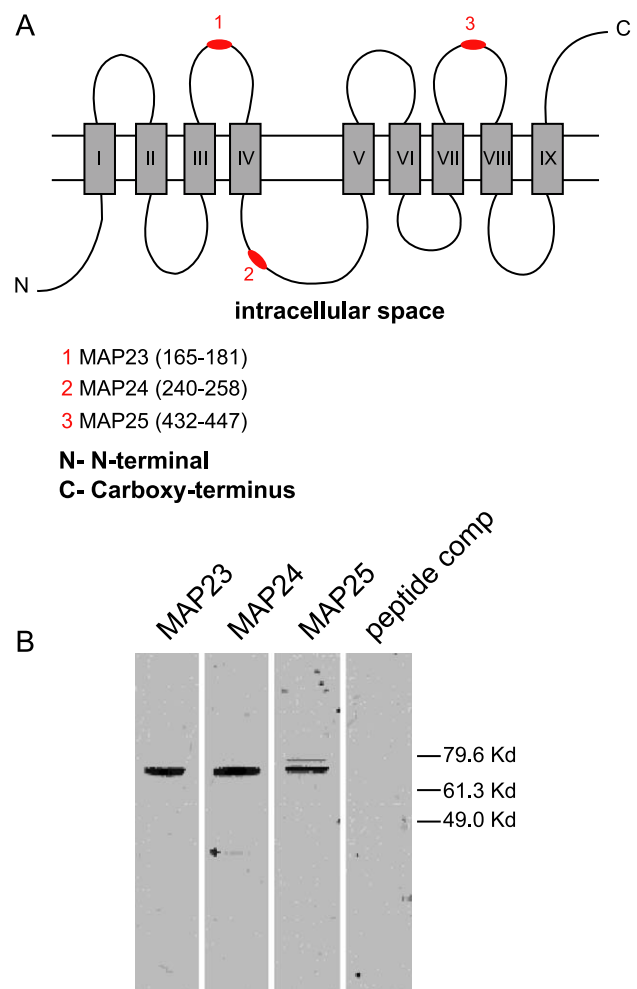 A
1
3
C
I II III IV V VI VII VIII IX
N
2
intracellular space
1 MAP23 (165-181)
2 MAP24 (240-258)
3 MAP25 (432-447)
N- N-terminal
C- Carboxy-terminus
MAP23 MAP24 MAP25 peptide comp
B
79.6 Kd
61.3 Kd
49.0 Kd